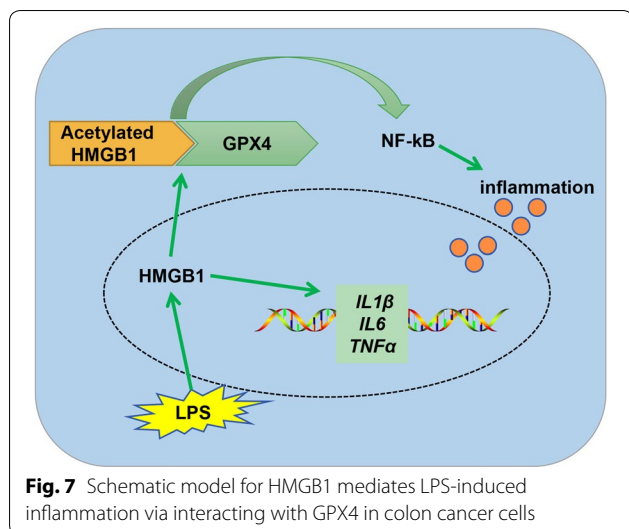 Acetylated
HMGB1
GPX4
NF-kB
inflammation
HMGB1
IL1β
IL6
TNFα
LPS
Fig. 7 Schematic model for HMGB1 mediates LPS-induced
inflammation via interacting with GPX4 in colon cancer cells